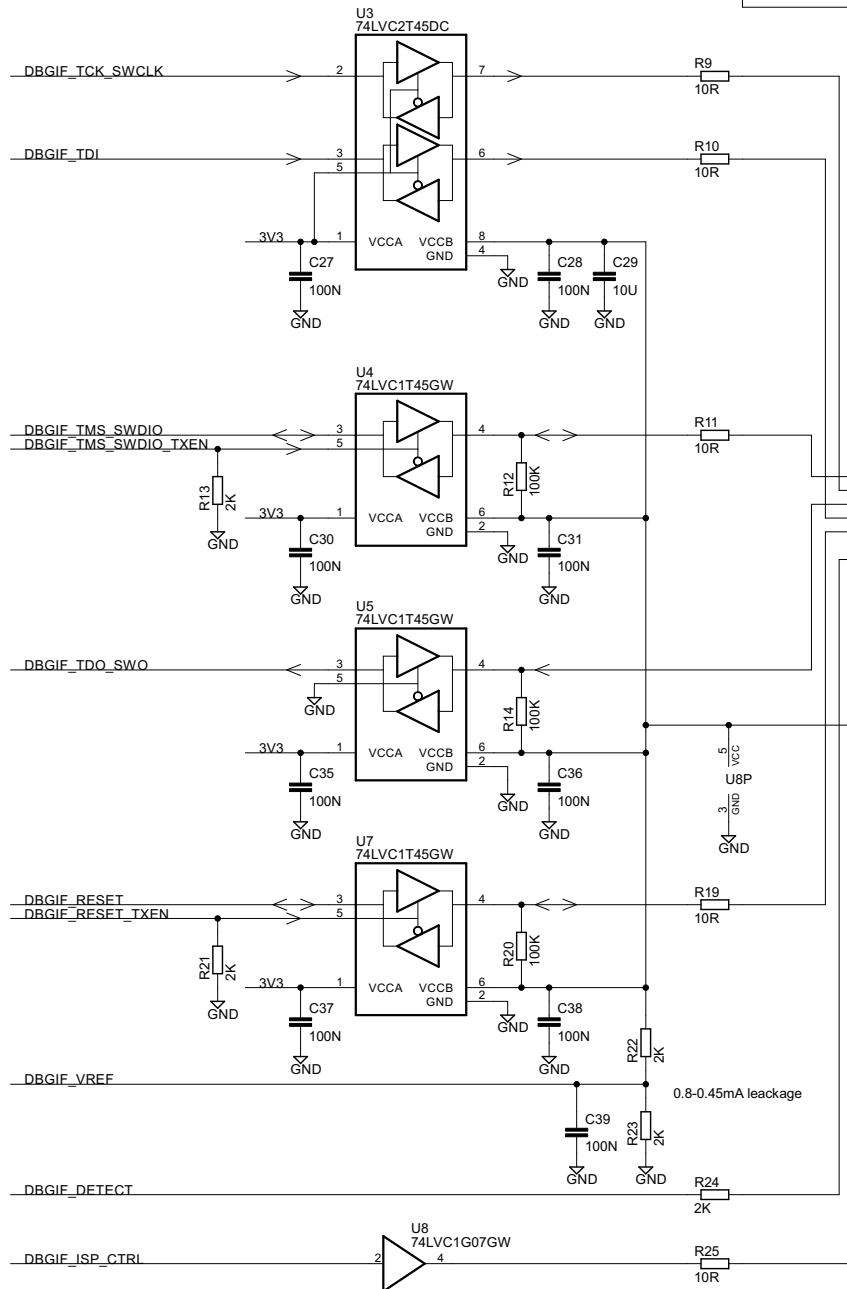 U3
74LVC2T45DC
DBGIF_TCK_SWCLK
2
7
R9
10R
DBGIF_TDI
3
5
6
R10
10R
3V3
1
VCCA
VCCB
8
GND
4
C27
100N
GND
GND
C28
100N
GND
C29
10U
GND
U4
74LVC1T45GW
DBGIF_TMS_SWDIO
3
4
R11
10R
DBGIF_TMS_SWDIO_TXEN
5
R13
2K
GND
R12
100K
3V3
1
VCCA
VCCB
6
GND
2
C30
100N
GND
GND
C31
100N
GND
U5
74LVC1T45GW
DBGIF_TDO_SWO
3
4
5
GND
R14
100K
3V3
1
VCCA
VCCB
6
GND
2
C35
100N
GND
GND
C36
100N
GND
5
VCC
U8P
3
GND
GND
U7
74LVC1T45GW
DBGIF_RESET
3
4
R19
10R
DBGIF_RESET_TXEN
5
R21
2K
GND
R20
100K
3V3
1
VCCA
VCCB
6
GND
2
C37
100N
GND
GND
C38
100N
GND
R22
2K
DBGIF_VREF
0.8-0.45mA leackage
C39
100N
GND
R23
2K
GND
DBGIF_DETECT
R24
2K
U8
74LVC1G07GW
DBGIF_ISP_CTRL
2
4
R25
10R